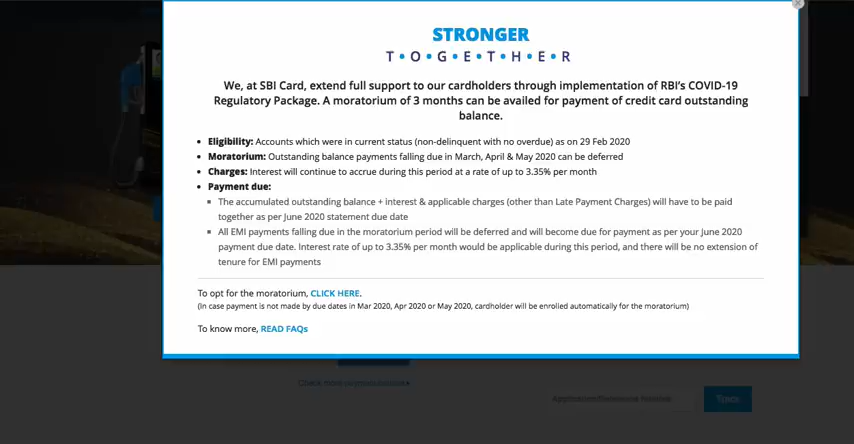 STRONGER
T•O•G•E•T•H•E•R
We, at SBI Card, extend full support to our cardholders through implementation of RBI's COVID-19
Regulatory Package. A moratorium of 3 months can be availed for payment of credit card outstanding
balance.
• Eligibility: Accounts which were in current status (non-delinquent with no overdue) as on 29 Feb 2020
• Moratorium: Outstanding balance payments falling due in March, April & May 2020 can be deferred
• Charges: Interest will continue to accrue during this period at a rate of up to 3.35% per month
• Payment due:
▪ The accumulated outstanding balance + interest & applicable charges (other than Late Payment Charges) will have to be paid
together as per June 2020 statement due date
▪ All EMI payments falling due in the moratorium period will be deferred and will become due for payment as per your June 2020
payment due date. Interest rate of up to 3.35% per month would be applicable during this period, and there will be no extension of
tenure for EMI payments
To opt for the moratorium, CLICK HERE.
(In case payment is not made by due dates in Mar 2020, Apr 2020 or May 2020, cardholder will be enrolled automatically for the moratorium)
To know more, READ FAQs
Check more
Application/Reference Number
Track